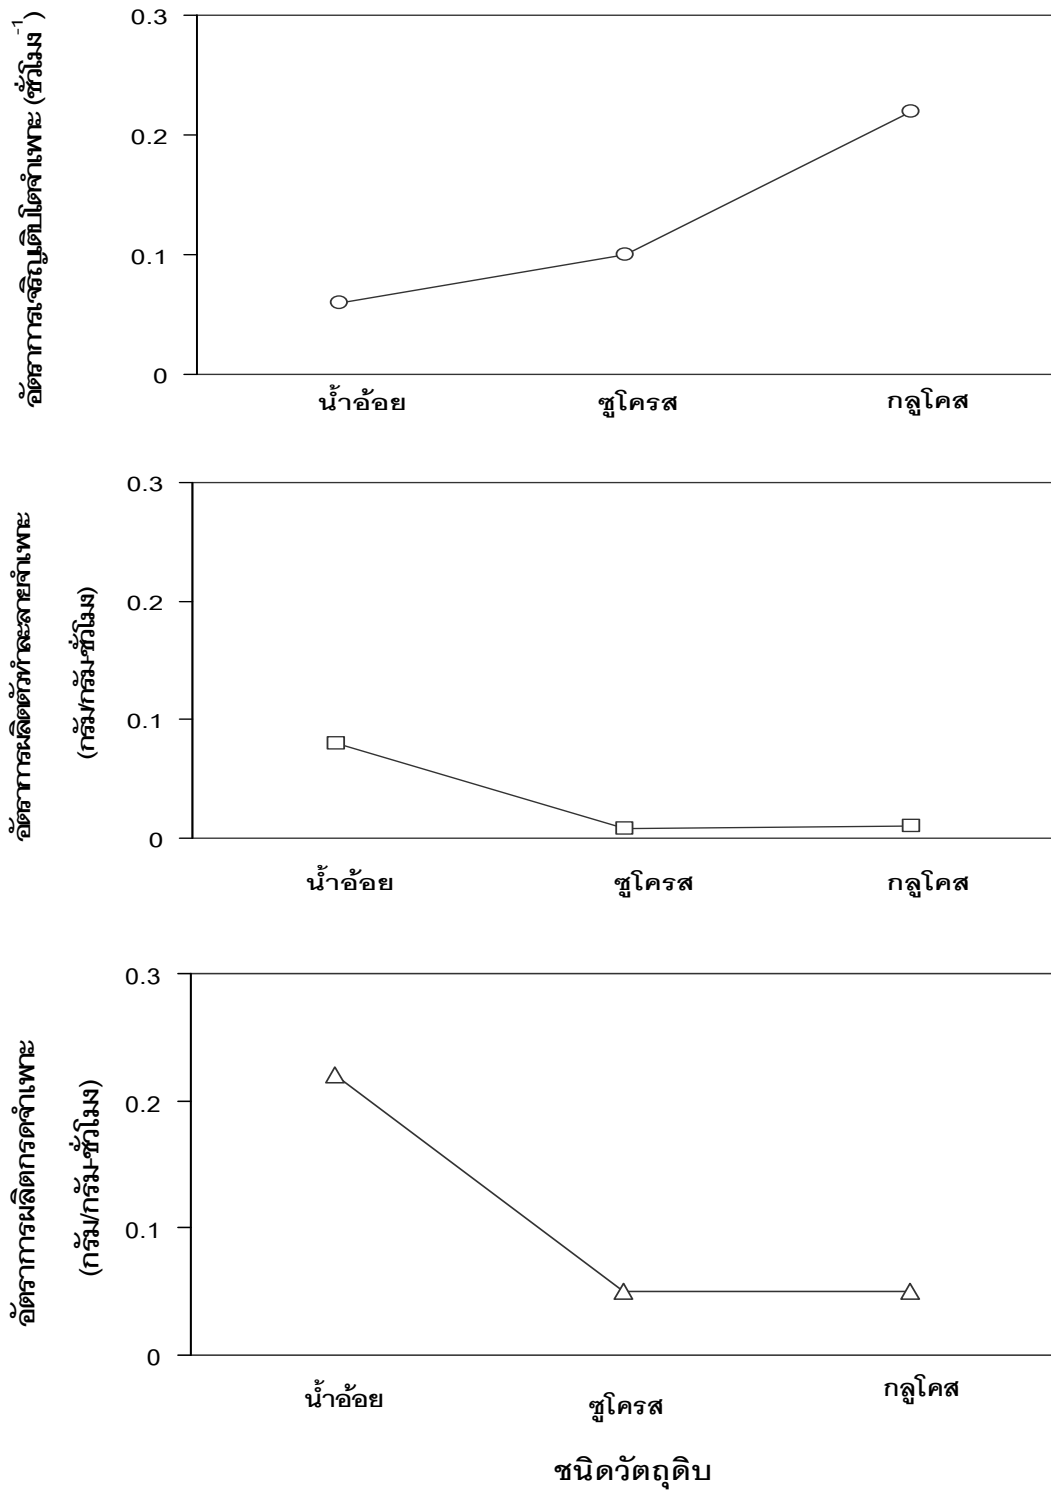 อัตราการเจริญเติบโตจำเพาะ (ชั่วโมง-1)
0.3
0.2
0.1
0
น้ำอ้อย ซูโครส กลูโคส
อัตราการผลิตตัวทำละลายจำเพาะ
(กรัม/กรัม-ชั่วโมง)
0.3
0.2
0.1
0
น้ำอ้อย ซูโครส กลูโคส
อัตราการผลิตกรดจำเพาะ
(กรัม/กรัม-ชั่วโมง)
0.3
0.2
0.1
0
น้ำอ้อย ซูโครส กลูโคส
ชนิดวัตถุดิบ